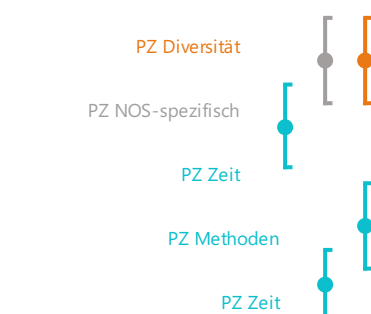 PZ Diversität
PZ NOS-spezifisch
PZ Zeit
PZ Methoden
PZ Zeit